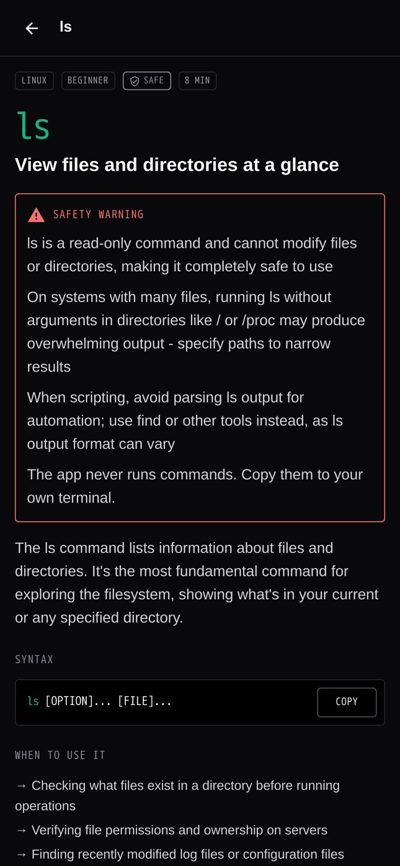 ← ls
LINUX BEGINNER SAFE 8 MIN
ls
View files and directories at a glance
SAFETY WARNING
ls is a read-only command and cannot modify files
or directories, making it completely safe to use
On systems with many files, running ls without
arguments in directories like / or /proc may produce
overwhelming output - specify paths to narrow
results
When scripting, avoid parsing ls output for
automation; use find or other tools instead, as ls
output format can vary
The app never runs commands. Copy them to your
own terminal.
The ls command lists information about files and
directories. It's the most fundamental command for
exploring the filesystem, showing what's in your current
or any specified directory.
SYNTAX
ls [OPTION]... [FILE]... COPY
WHEN TO USE IT
→ Checking what files exist in a directory before running
operations
→ Verifying file permissions and ownership on servers
→ Finding recently modified log files or configuration files